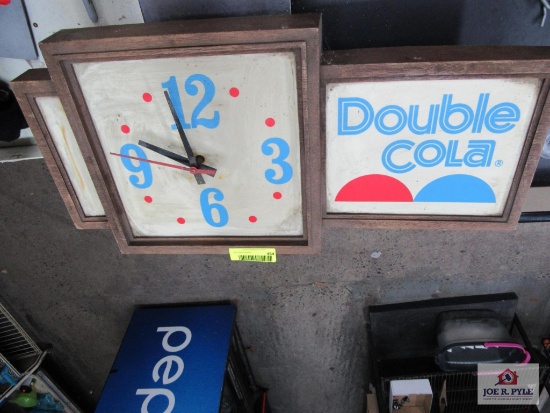 12
3
6
9
Double
COLA®
pep
JOE R. PYLE